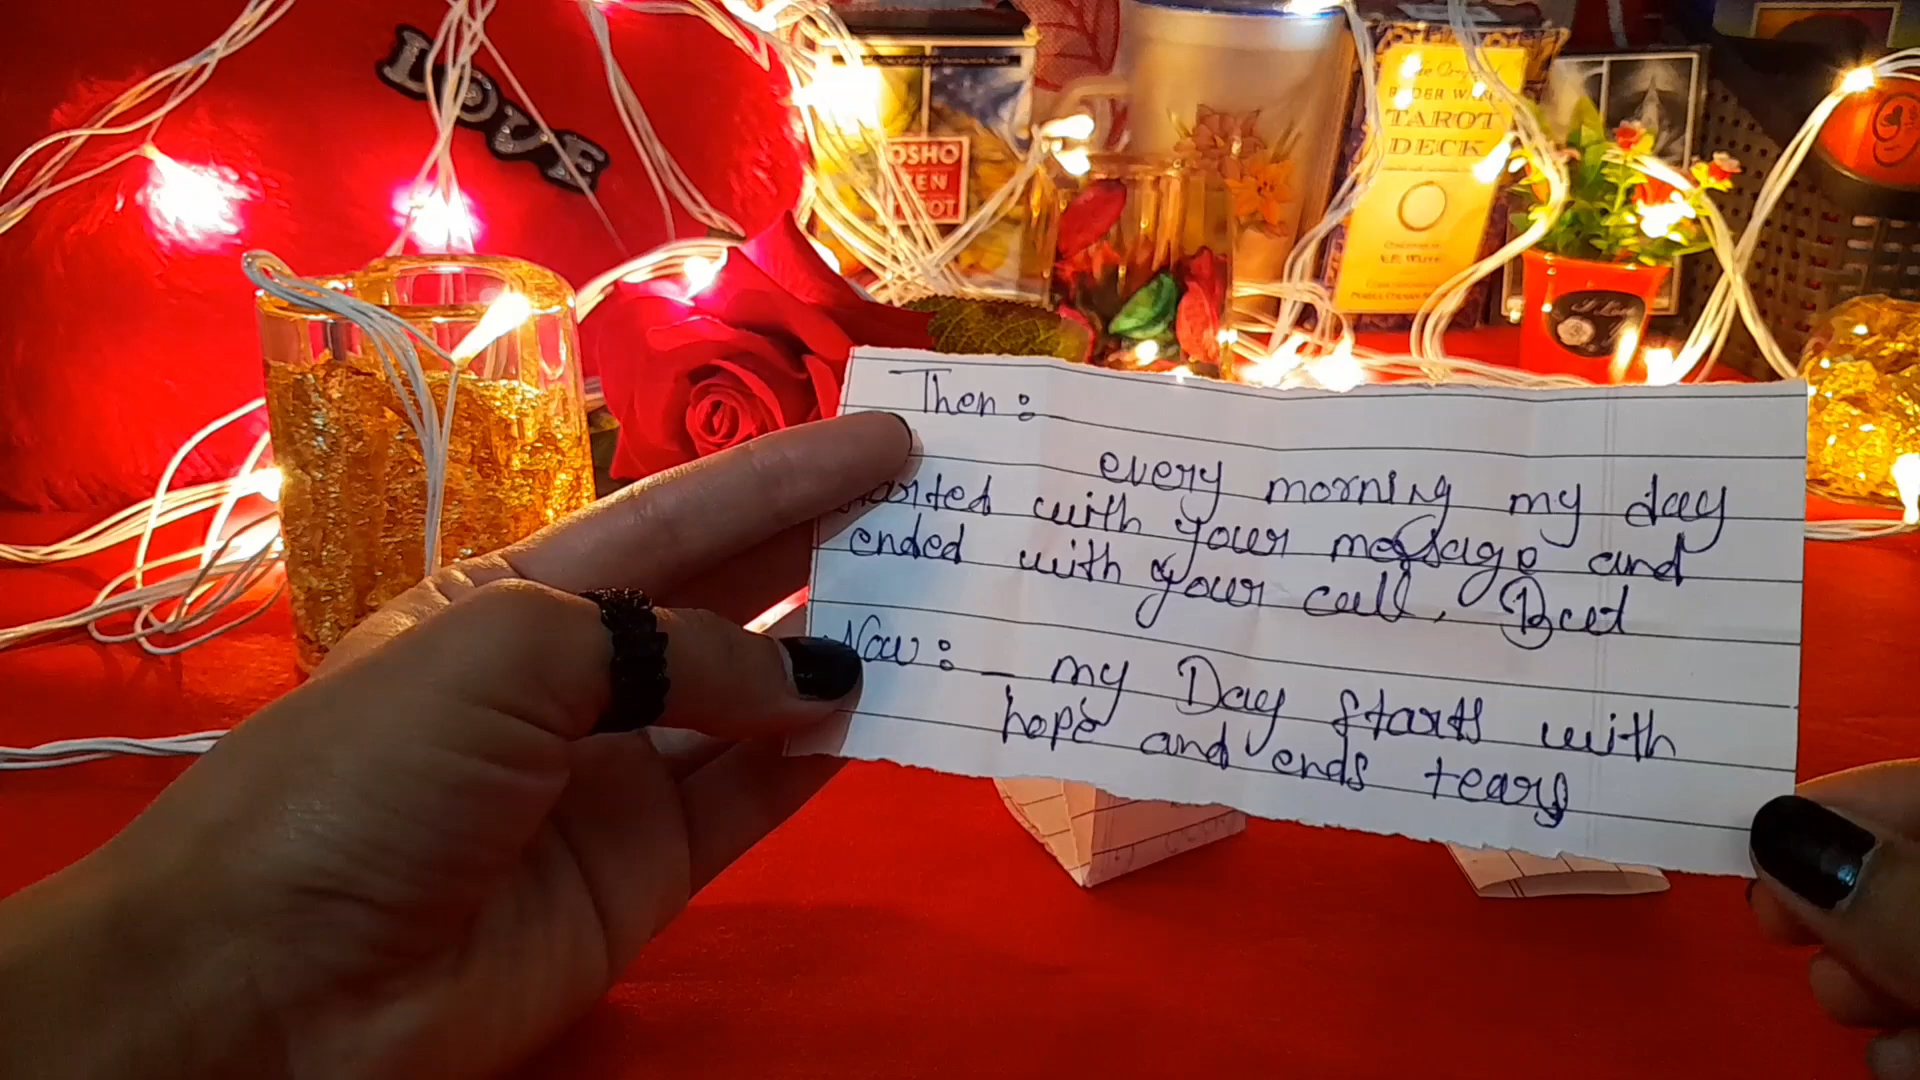 LOVE
OSHO
ZEN
TAROT
RIDER WAITE
TAROT
DECK
Then :
every morning my day
started with your message and
ended with your call, But
Now : _ my Day starts with
hope and ends tears